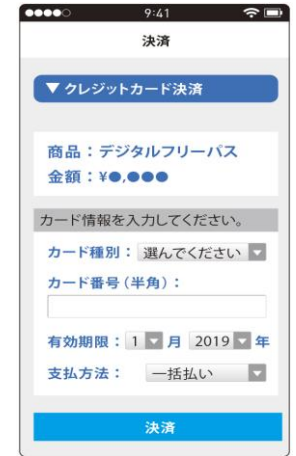 9:41
決済
▼ クレジットカード決済
商品：デジタルフリーパス
金額：¥●,●●●
カード情報を入力してください。
カード種別： 選んでください ▼
カード番号（半角）：
有効期限： 1 ▼ 月 2019 ▼ 年
支払方法： 一括払い ▼
決済